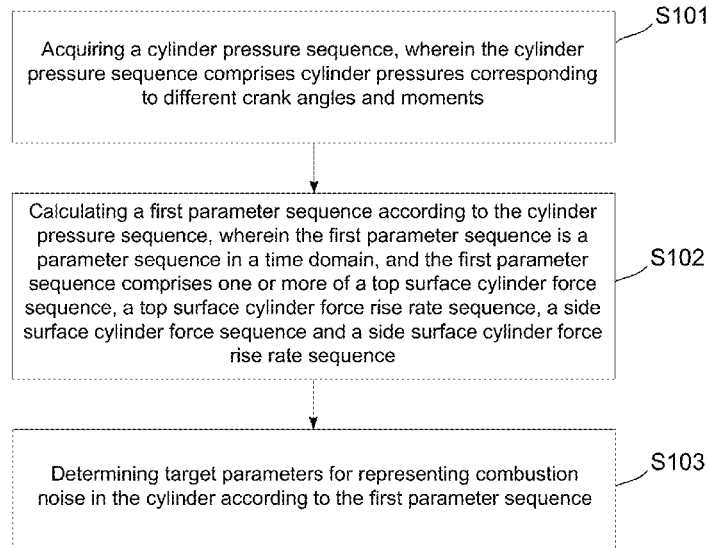 S101
Acquiring a cylinder pressure sequence, wherein the cylinder
pressure sequence comprises cylinder pressures corresponding
to different crank angles and moments
Calculating a first parameter sequence according to the cylinder
pressure sequence, wherein the first parameter sequence is a
parameter sequence in a time domain, and the first parameter
sequence comprises one or more of a top surface cylinder force
sequence, a top surface cylinder force rise rate sequence, a side
surface cylinder force sequence and a side surface cylinder force
rise rate sequence
S102
Determining target parameters for representing combustion
noise in the cylinder according to the first parameter sequence
S103